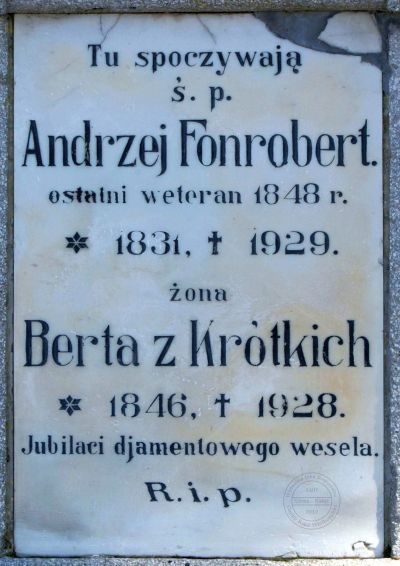 Tu spoczywają
ś. p.
Andrzej Fonrobert.
ostatni weteran 1848 r.
✶ 1831, † 1929.
żona
Berta z Krótkich
✶ 1846, † 1928.
Jubilaci djamentowego wesela.
R. i. p.